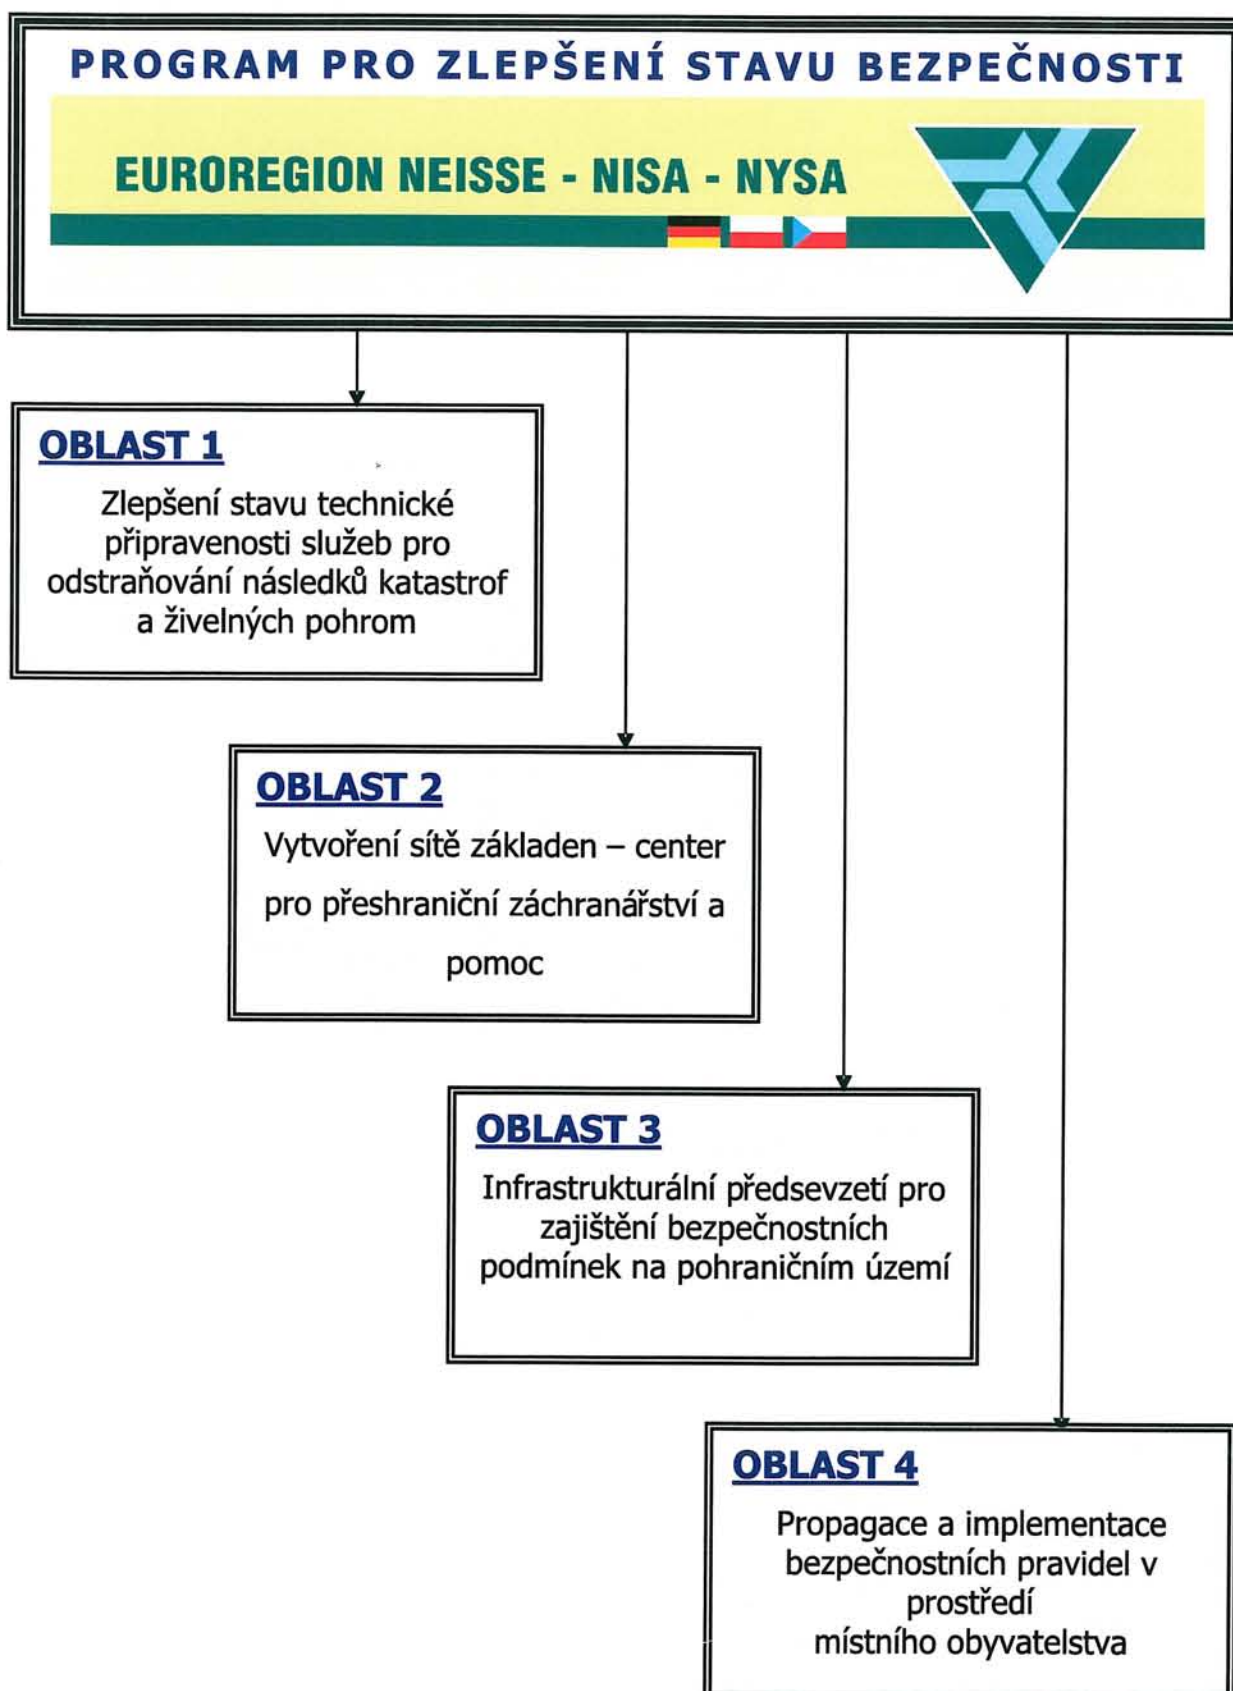 PROGRAM PRO ZLEPŠENÍ STAVU BEZPEČNOSTI
EUROREGION NEISSE - NISA - NYSA
OBLAST 1
Zlepšení stavu technické
připravenosti služeb pro
odstraňování následků katastrof
a živelných pohrom
OBLAST 2
Vytvoření sítě základen – center
pro přeshraniční záchranářství a
pomoc
OBLAST 3
Infrastrukturální předsevzetí pro
zajištění bezpečnostních
podmínek na pohraničním území
OBLAST 4
Propagace a implementace
bezpečnostních pravidel v
prostředí
místního obyvatelstva